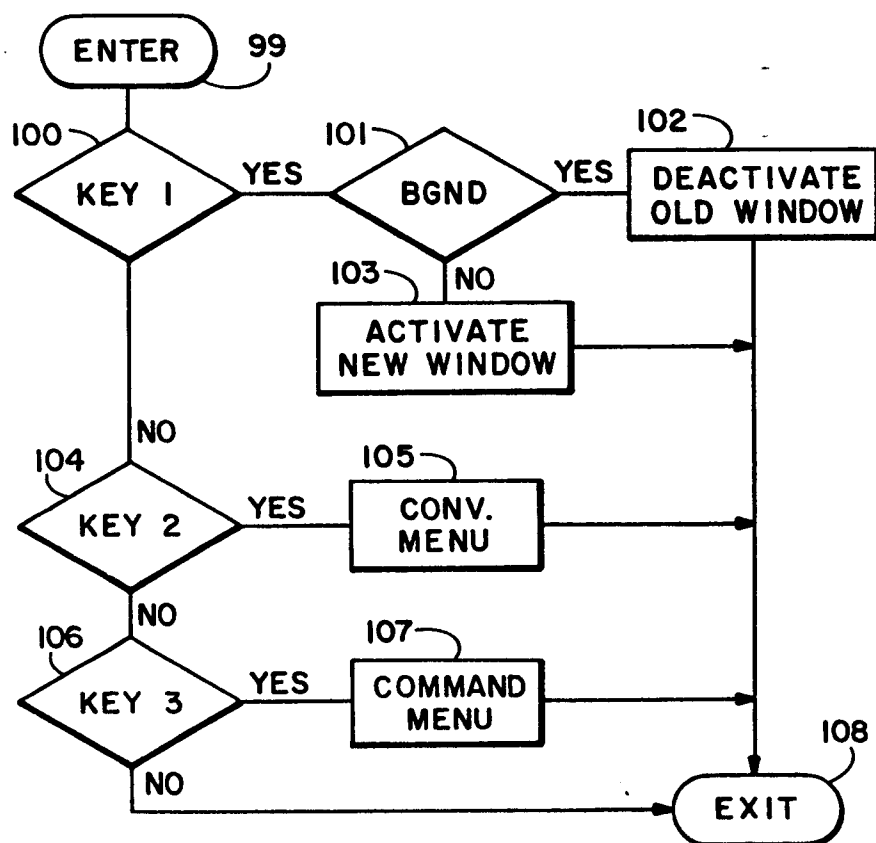 ENTER
99
100
KEY 1
YES
101
BGND
YES
102
DEACTIVATE
OLD WINDOW
NO
103
ACTIVATE
NEW WINDOW
NO
104
KEY 2
YES
105
CONV.
MENU
NO
106
KEY 3
YES
107
COMMAND
MENU
NO
108
EXIT